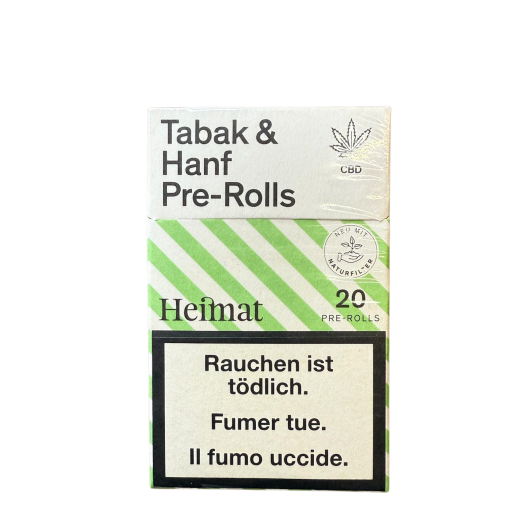 Tabak &
Hanf
Pre-Rolls
CBD
NEU MIT
NATURFILTER
Heimat
20
PRE-ROLLS
Rauchen ist
tödlich.
Fumer tue.
Il fumo uccide.